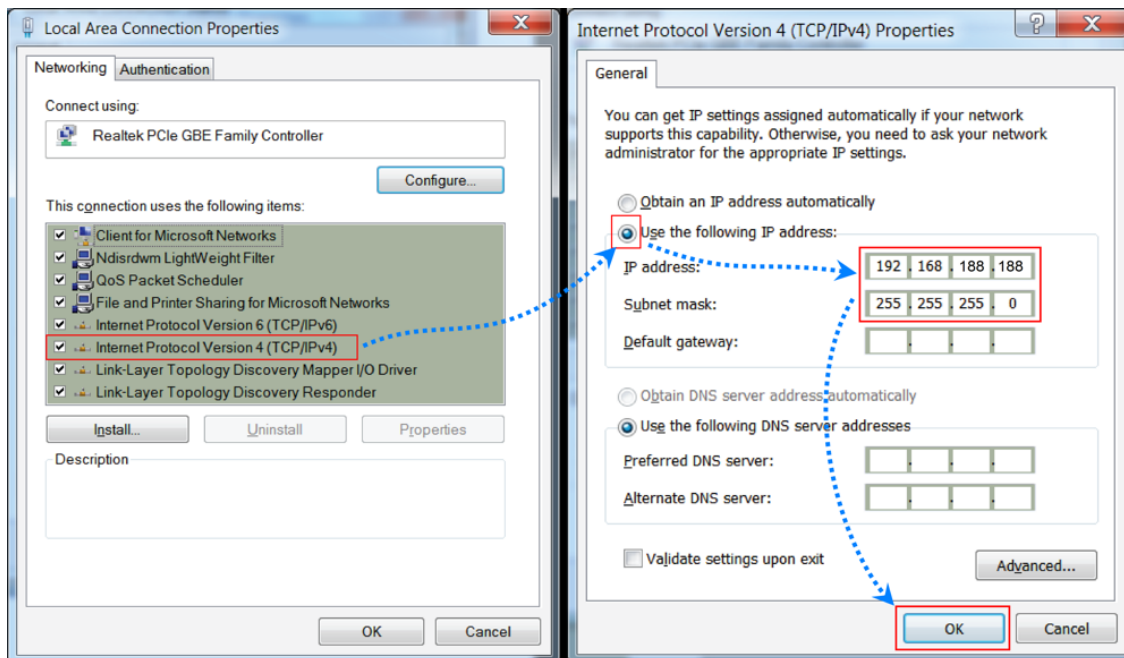 Local Area Connection Properties
Networking
Authentication
Connect using:
Realtek PCIe GBE Family Controller
Configure...
This connection uses the following items:
Client for Microsoft Networks
Ndisrdwm LightWeight Filter
QoS Packet Scheduler
File and Printer Sharing for Microsoft Networks
Internet Protocol Version 6 (TCP/IPv6)
Internet Protocol Version 4 (TCP/IPv4)
Link-Layer Topology Discovery Mapper I/O Driver
Link-Layer Topology Discovery Responder
Install...
Uninstall
Properties
Description
OK
Cancel
Internet Protocol Version 4 (TCP/IPv4) Properties
General
You can get IP settings assigned automatically if your network
supports this capability. Otherwise, you need to ask your network
administrator for the appropriate IP settings.
Obtain an IP address automatically
Use the following IP address:
IP address: 192 . 168 . 188 . 188
Subnet mask: 255 . 255 . 255 . 0
Default gateway: . . .
Obtain DNS server address automatically
Use the following DNS server addresses
Preferred DNS server: . . .
Alternate DNS server: . . .
Validate settings upon exit
Advanced...
OK
Cancel